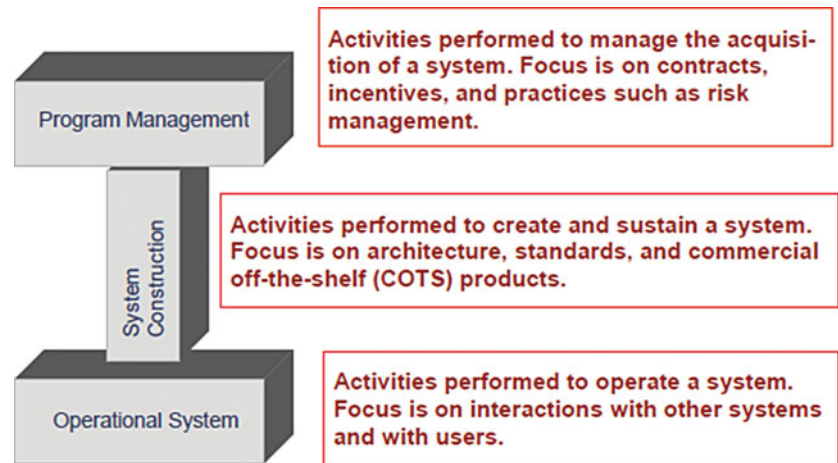 Program Management
Activities performed to manage the acquisi-
tion of a system. Focus is on contracts,
incentives, and practices such as risk
management.
System
Construction
Activities performed to create and sustain a system.
Focus is on architecture, standards, and commercial
off-the-shelf (COTS) products.
Operational System
Activities performed to operate a system.
Focus is on interactions with other systems
and with users.